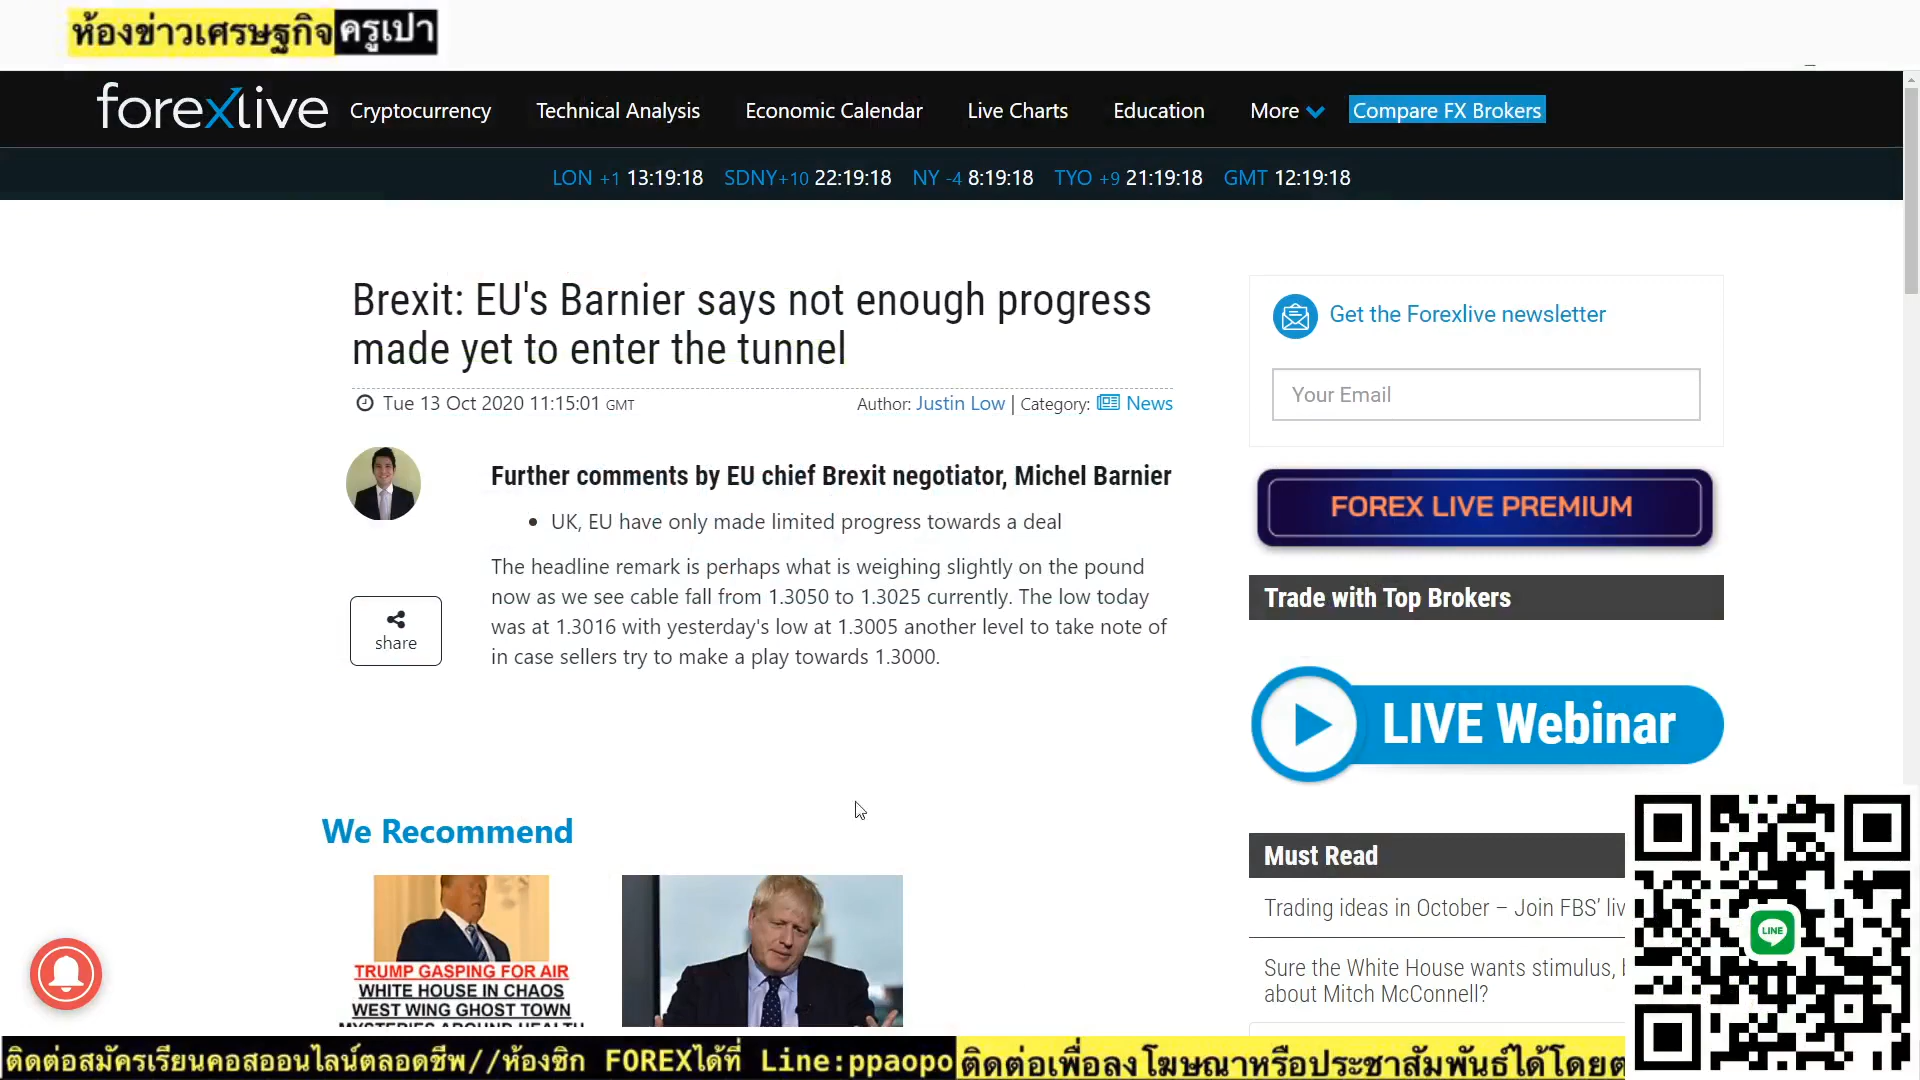 ห้องข่าวเศรษฐกิจครูเปา
forexlive Cryptocurrency Technical Analysis Economic Calendar Live Charts Education More Compare FX Brokers
LON +1 13:19:18 SDNY+10 22:19:18 NY -4 8:19:18 TYO +9 21:19:18 GMT 12:19:18
Brexit: EU's Barnier says not enough progress
made yet to enter the tunnel
Tue 13 Oct 2020 11:15:01 GMT Author: Justin Low | Category: News
Further comments by EU chief Brexit negotiator, Michel Barnier
• UK, EU have only made limited progress towards a deal
The headline remark is perhaps what is weighing slightly on the pound
now as we see cable fall from 1.3050 to 1.3025 currently. The low today
was at 1.3016 with yesterday's low at 1.3005 another level to take note of
in case sellers try to make a play towards 1.3000.
share
We Recommend
TRUMP GASPING FOR AIR
WHITE HOUSE IN CHAOS
WEST WING GHOST TOWN
MYSTERIES AROUND HEALTH
Get the Forexlive newsletter
Your Email
FOREX LIVE PREMIUM
Trade with Top Brokers
LIVE Webinar
Must Read
Trading ideas in October – Join FBS’ liv
Sure the White House wants stimulus,
about Mitch McConnell?
LINE
ติดต่อสมัครเรียนคอสออนไลน์ตลอดชีพ//ห้องซิก FOREXได้ที่ Line:ppaopo ติดต่อเพื่อลงโฆษณาหรือประชาสัมพันธ์ได้โดยต